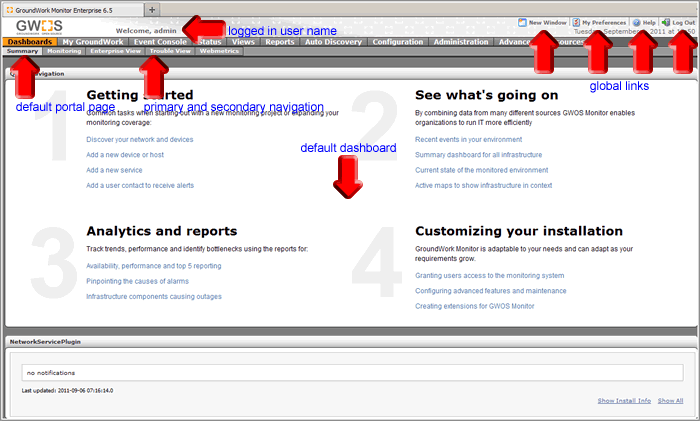 GroundWork Monitor Enterprise 6.5
GWOS
Welcome, admin
logged in user name
New Window My Preferences Help Log Out
Tuesday September 2011 at
Dashboards My GroundWork Event Console Status Views Reports Auto Discovery Configuration Administration Advanced
Summary Monitoring Enterprise View Trouble View Webmetrics
global links
default portal page
primary and secondary navigation
1
Getting started
Common tasks when starting out with a new monitoring project or expanding your
monitoring coverage:
Discover your network and devices
Add a new device or host
Add a new service
Add a user contact to receive alerts
2
See what's going on
By combining data from many different sources GWOS Monitor enables
organizations to run IT more efficiently
Recent events in your environment
Summary dashboard for all infrastructure
Current state of the monitored environment
Active maps to show infrastructure in context
default dashboard
3
Analytics and reports
Track trends, performance and identify bottlenecks using the reports for:
Availability, performance and top 5 reporting
Pinpointing the causes of alarms
Infrastructure components causing outages
4
Customizing your installation
GroundWork Monitor is adaptable to your needs and can adapt as your
requirements grow.
Granting users access to the monitoring system
Configuring advanced features and maintenance
Creating extensions for GWOS Monitor
NetworkServicePlugin
no notifications
Last updated: 2011-09-06 07:16:14.0
Show Install Info Show All